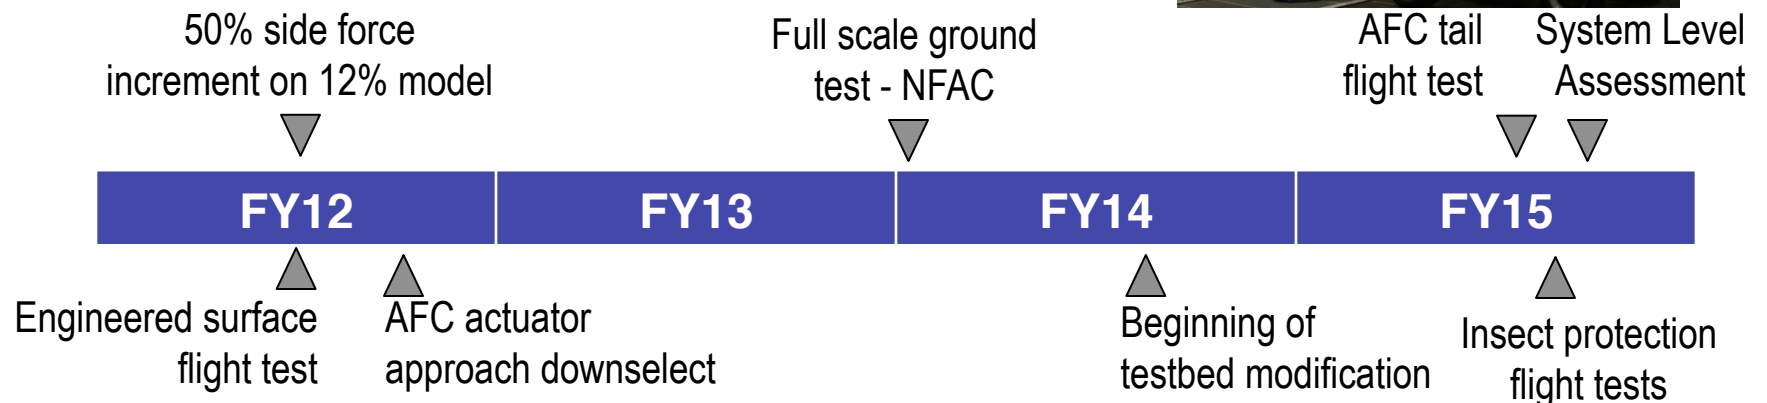 50% side force
increment on 12% model
Full scale ground
test - NFAC
AFC tail
flight test
System Level
Assessment
FY12
FY13
FY14
FY15
Engineered surface
flight test
AFC actuator
approach downselect
Beginning of
testbed modification
Insect protection
flight tests